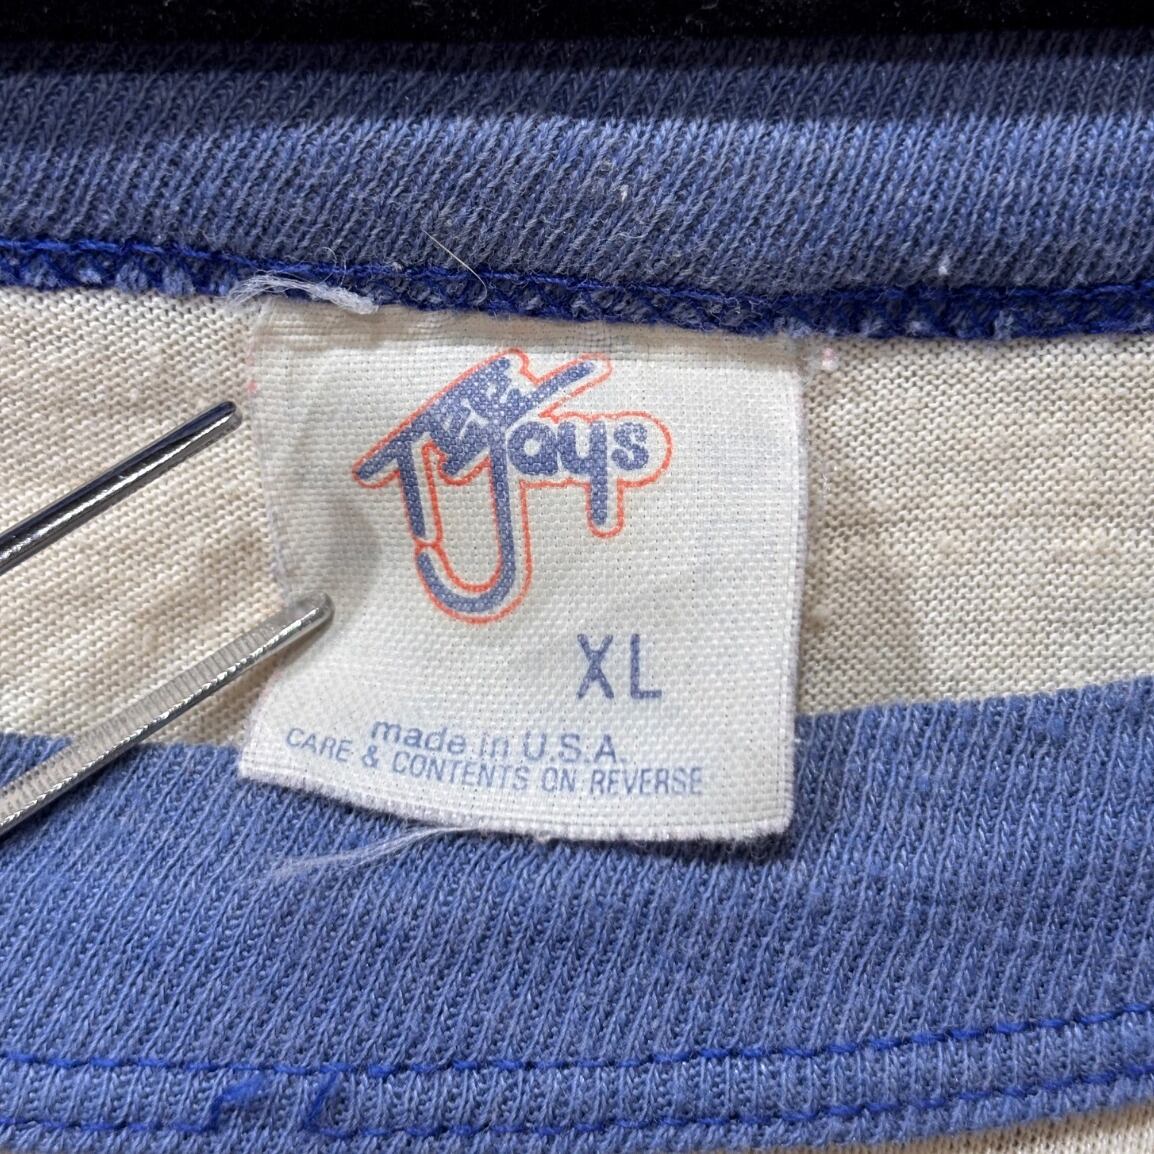 TEE Jays
XL
made in U.S.A.
CARE & CONTENTS ON REVERSE